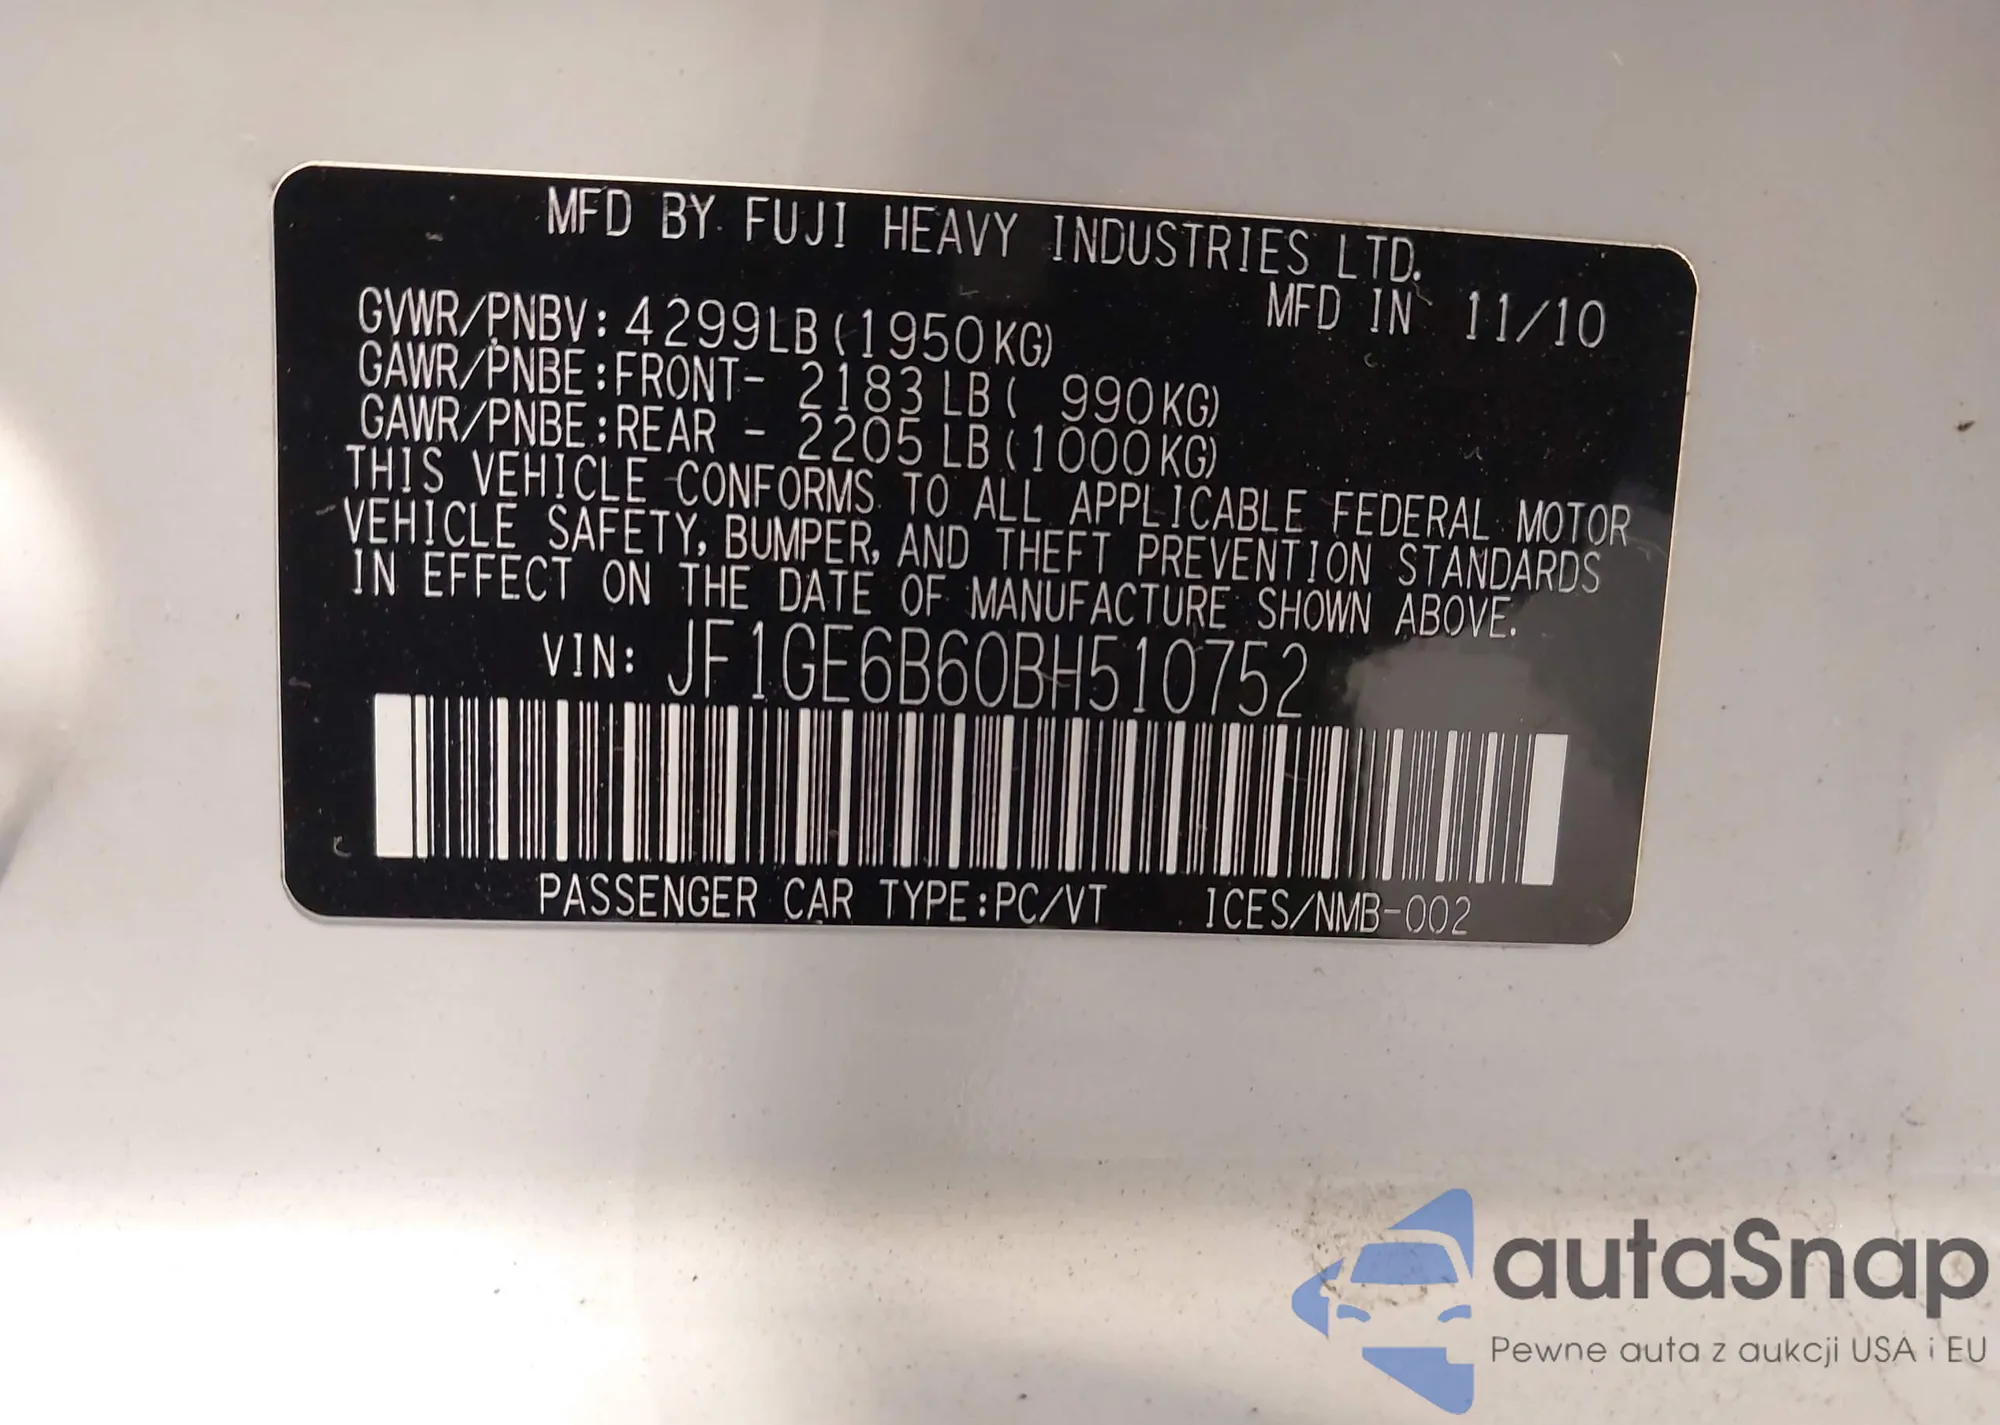 MFD BY FUJI HEAVY INDUSTRIES LTD.
MFD IN 11/10
GVWR/PNBV: 4299LB(1950KG)
GAWR/PNBE:FRONT- 2183LB( 990KG)
GAWR/PNBE:REAR - 2205LB(1000KG)
THIS VEHICLE CONFORMS TO ALL APPLICABLE FEDERAL MOTOR
VEHICLE SAFETY, BUMPER, AND THEFT PREVENTION STANDARDS
IN EFFECT ON THE DATE OF MANUFACTURE SHOWN ABOVE.
VIN: JF1GE6B60BH510752
PASSENGER CAR TYPE:PC/VT ICES/NMB-002
autaSnap
Pewne auta z aukcji USA i EU